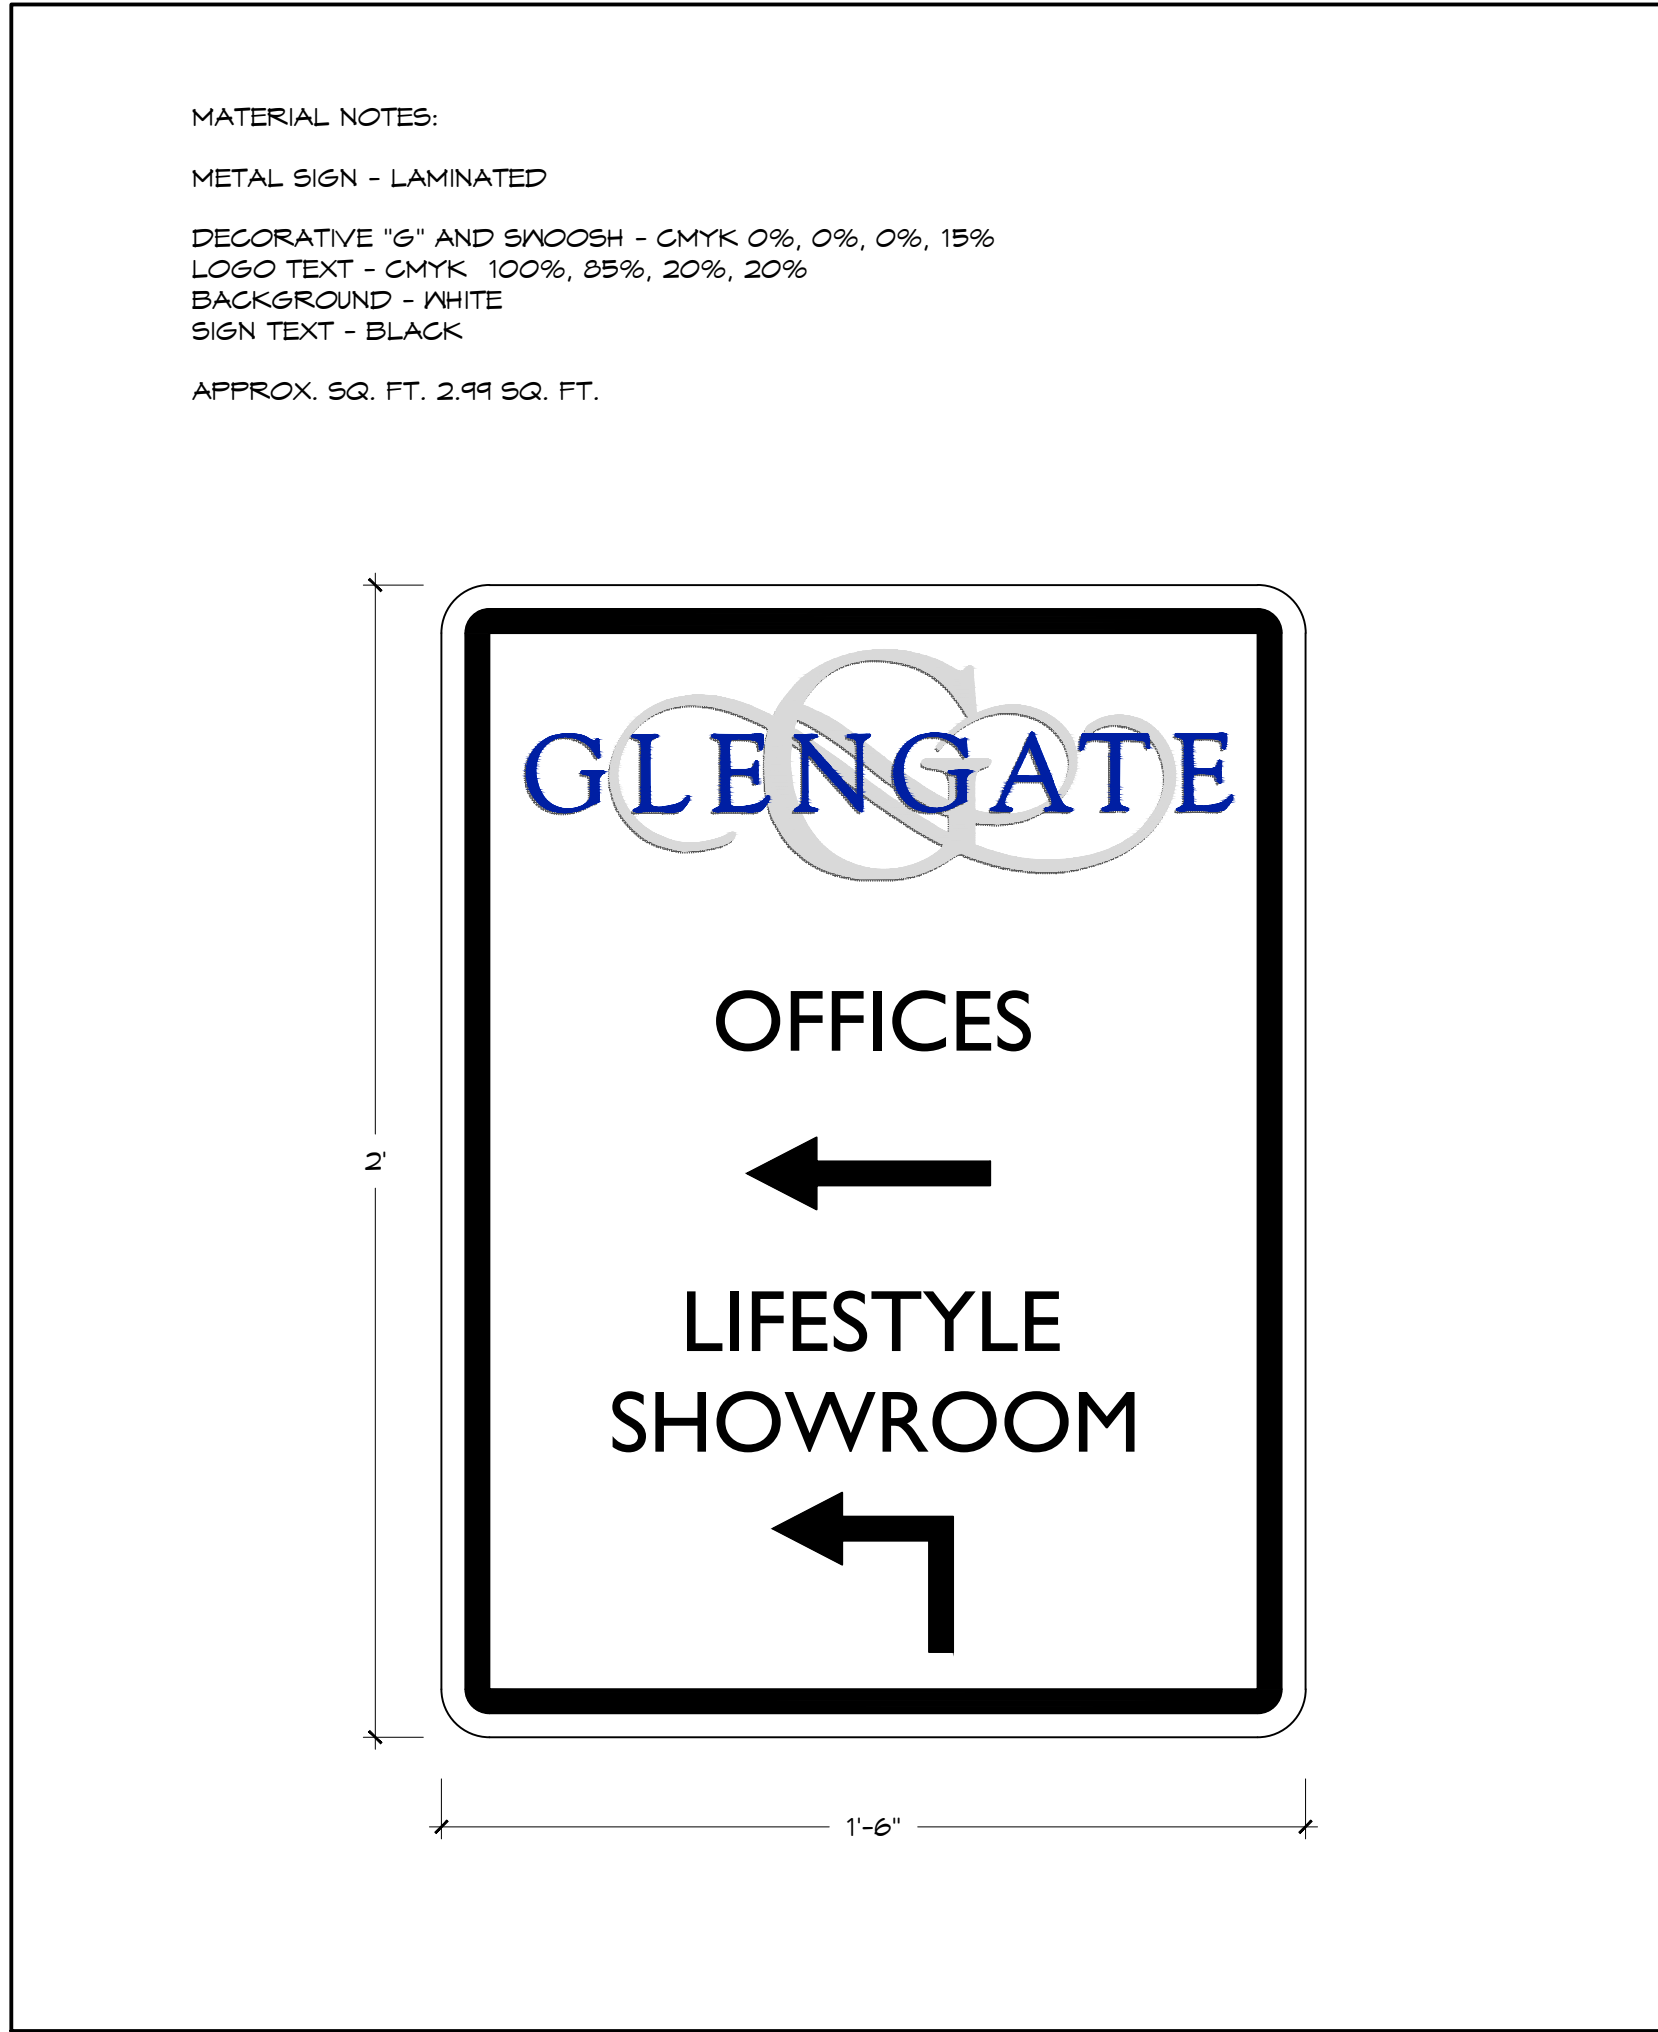 MATERIAL NOTES:
METAL SIGN - LAMINATED
DECORATIVE "G" AND SWOOSH - CMYK 0%, 0%, 0%, 15%
LOGO TEXT - CMYK 100%, 85%, 20%, 20%
BACKGROUND - WHITE
SIGN TEXT - BLACK
APPROX. SQ. FT. 2.99 SQ. FT.
G
GLENGATE
OFFICES
2'
LIFESTYLE
SHOWROOM
1'-6"